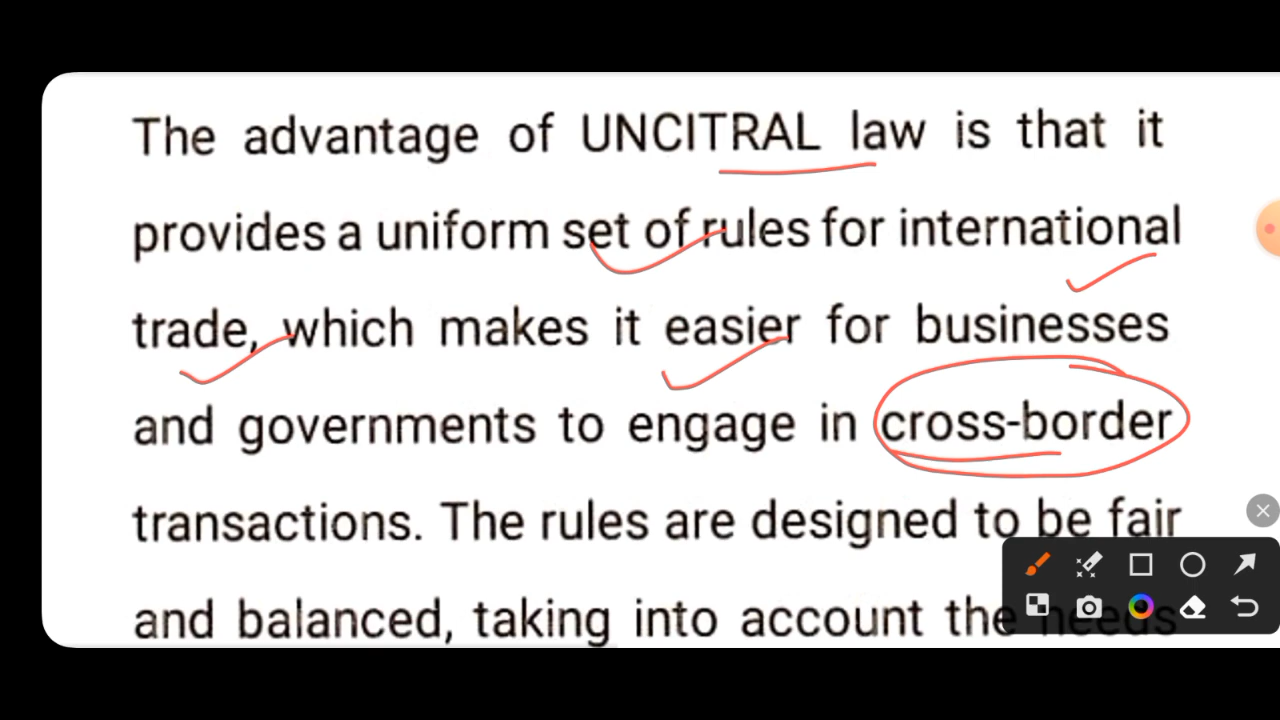 The advantage of UNCITRAL law is that it
provides a uniform set of rules for international
trade, which makes it easier for businesses
and governments to engage in cross-border
transactions. The rules are designed to be fair
and balanced, taking into account the needs